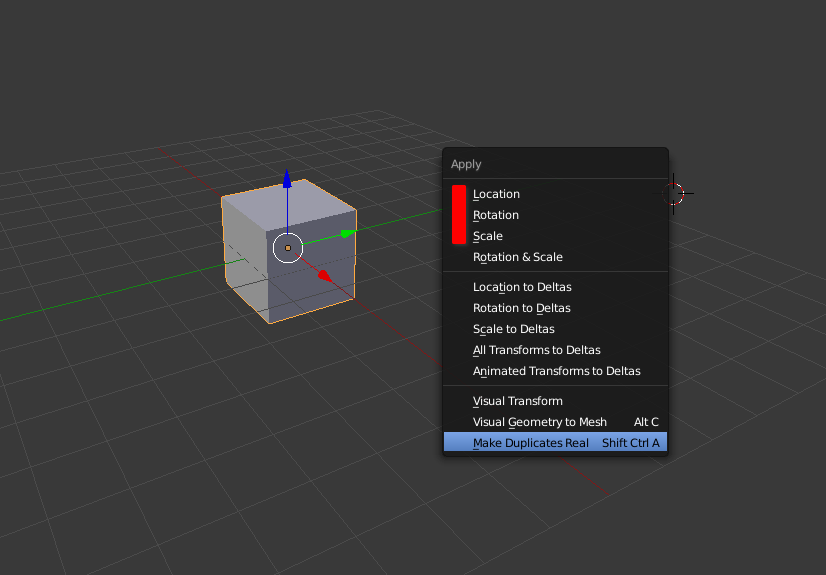 Apply
Location
Rotation
Scale
Rotation & Scale
Location to Deltas
Rotation to Deltas
Scale to Deltas
All Transforms to Deltas
Animated Transforms to Deltas
Visual Transform
Visual Geometry to Mesh Alt C
Make Duplicates Real Shift Ctrl A